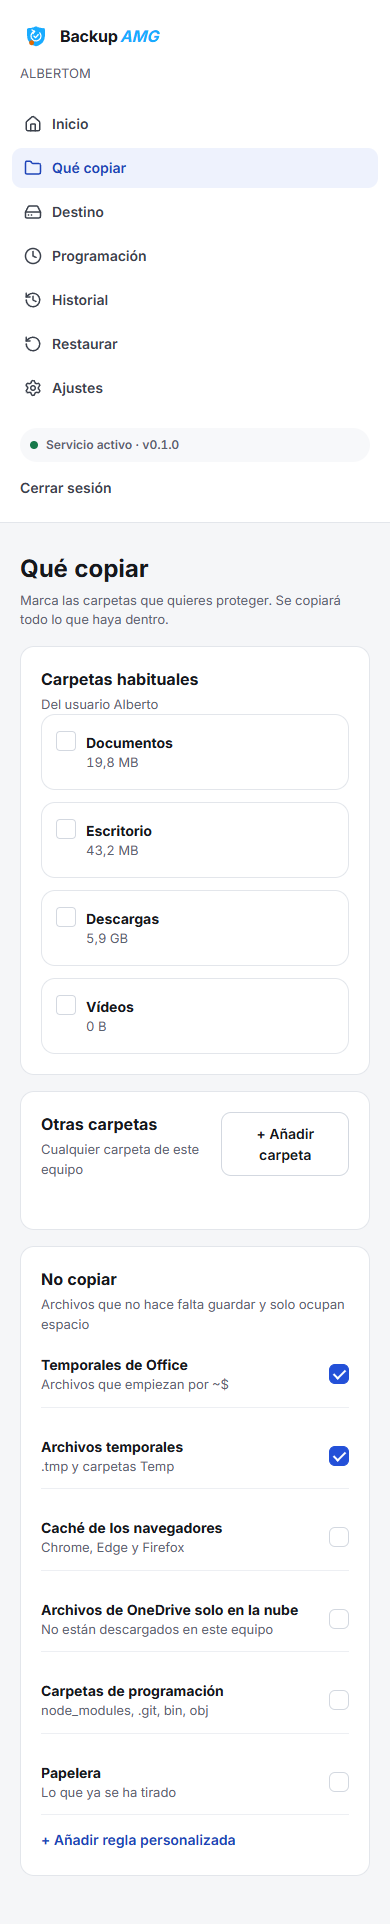 Backup AMG
ALBERTOM
Inicio
Qué copiar
Destino
Programación
Historial
Restaurar
Ajustes
Servicio activo · v0.1.0
Cerrar sesión
Qué copiar
Marca las carpetas que quieres proteger. Se copiará
todo lo que haya dentro.
Carpetas habituales
Del usuario Alberto
Documentos
19,8 MB
Escritorio
43,2 MB
Descargas
5,9 GB
Vídeos
0 B
Otras carpetas
Cualquier carpeta de este
equipo
+ Añadir
carpeta
No copiar
Archivos que no hace falta guardar y solo ocupan
espacio
Temporales de Office
Archivos que empiezan por ~$
Archivos temporales
.tmp y carpetas Temp
Caché de los navegadores
Chrome, Edge y Firefox
Archivos de OneDrive solo en la nube
No están descargados en este equipo
Carpetas de programación
node_modules, .git, bin, obj
Papelera
Lo que ya se ha tirado
+ Añadir regla personalizada